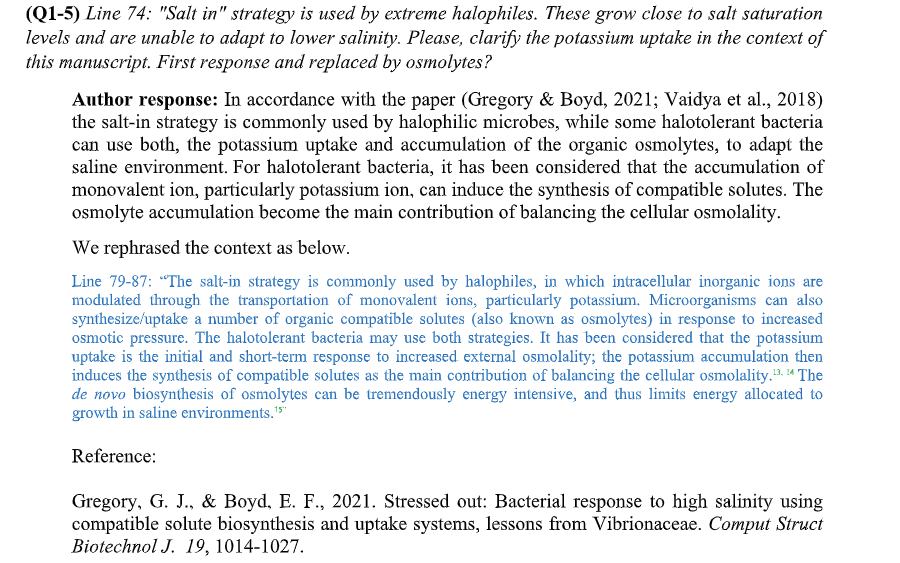 (Q1-5) Line 74: "Salt in" strategy is used by extreme halophiles. These grow close to salt saturation
levels and are unable to adapt to lower salinity. Please, clarify the potassium uptake in the context of
this manuscript. First response and replaced by osmolytes?
Author response: In accordance with the paper (Gregory & Boyd, 2021; Vaidya et al., 2018)
the salt-in strategy is commonly used by halophilic microbes, while some halotolerant bacteria
can use both, the potassium uptake and accumulation of the organic osmolytes, to adapt the
saline environment. For halotolerant bacteria, it has been considered that the accumulation of
monovalent ion, particularly potassium ion, can induce the synthesis of compatible solutes. The
osmolyte accumulation become the main contribution of balancing the cellular osmolality.
We rephrased the context as below.
Line 79-87: "The salt-in strategy is commonly used by halophiles, in which intracellular inorganic ions are
modulated through the transportation of monovalent ions, particularly potassium. Microorganisms can also
synthesize/uptake a number of organic compatible solutes (also known as osmolytes) in response to increased
osmotic pressure. The halotolerant bacteria may use both strategies. It has been considered that the potassium
uptake is the initial and short-term response to increased external osmolality; the potassium accumulation then
induces the synthesis of compatible solutes as the main contribution of balancing the cellular osmolality.13, 14 The
de novo biosynthesis of osmolytes can be tremendously energy intensive, and thus limits energy allocated to
growth in saline environments.15"
Reference:
Gregory, G. J., & Boyd, E. F., 2021. Stressed out: Bacterial response to high salinity using
compatible solute biosynthesis and uptake systems, lessons from Vibrionaceae. Comput Struct
Biotechnol J. 19, 1014-1027.